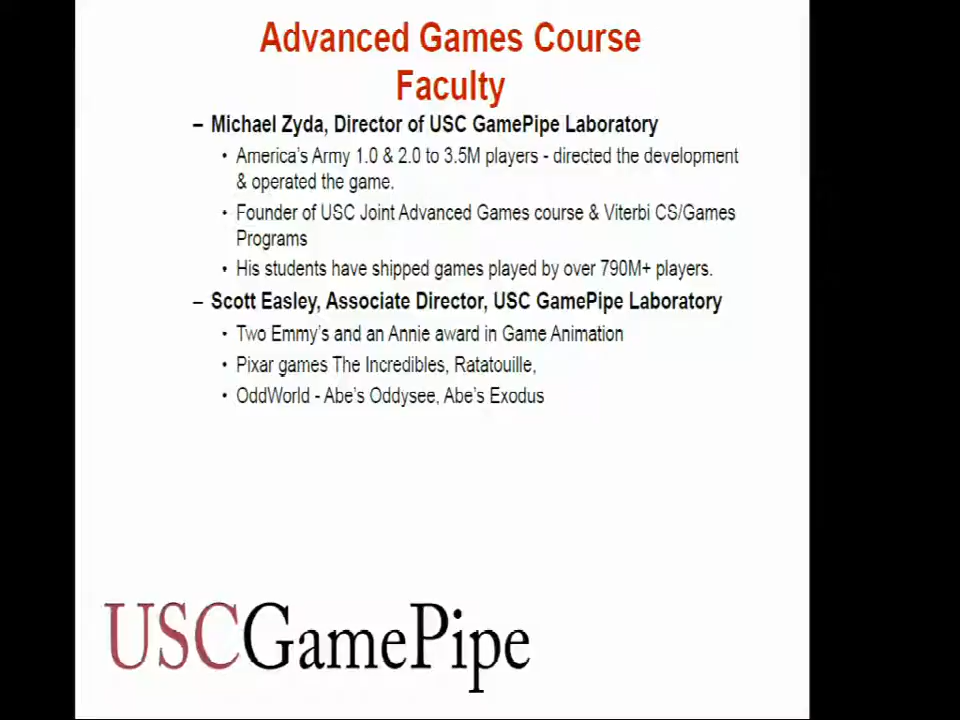 Advanced Games Course
Faculty
– Michael Zyda, Director of USC GamePipe Laboratory
• America's Army 1.0 & 2.0 to 3.5M players - directed the development
& operated the game.
• Founder of USC Joint Advanced Games course & Viterbi CS/Games
Programs
• His students have shipped games played by over 790M+ players.
– Scott Easley, Associate Director, USC GamePipe Laboratory
• Two Emmy's and an Annie award in Game Animation
• Pixar games The Incredibles, Ratatouille,
• OddWorld - Abe's Oddysee, Abe's Exodus
USCGamePipe